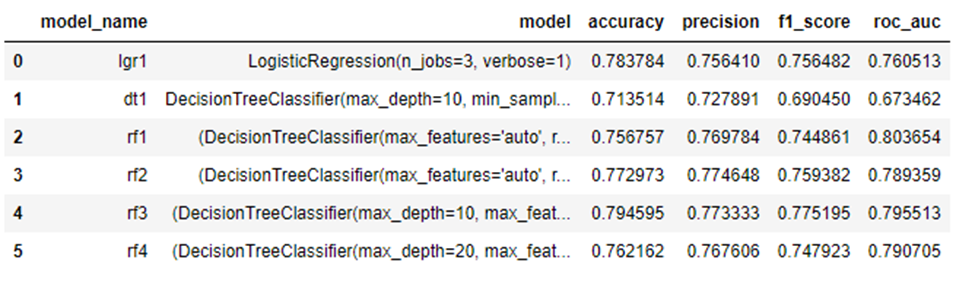 model_name model accuracy precision f1_score roc_auc
0 lgr1 LogisticRegression(n_jobs=3, verbose=1) 0.783784 0.756410 0.756482 0.760513
1 dt1 DecisionTreeClassifier(max_depth=10, min_sampl... 0.713514 0.727891 0.690450 0.673462
2 rf1 (DecisionTreeClassifier(max_features='auto', r... 0.756757 0.769784 0.744861 0.803654
3 rf2 (DecisionTreeClassifier(max_features='auto', r... 0.772973 0.774648 0.759382 0.789359
4 rf3 (DecisionTreeClassifier(max_depth=10, max_feat... 0.794595 0.773333 0.775195 0.795513
5 rf4 (DecisionTreeClassifier(max_depth=20, max_feat... 0.762162 0.767606 0.747923 0.790705